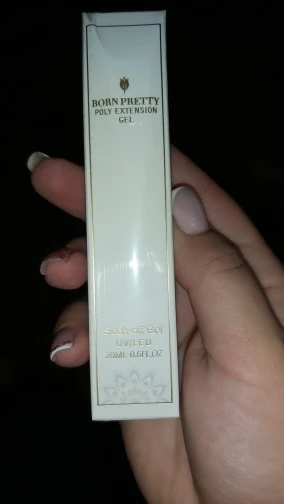 BORN PRETTY
POLY EXTENSION
GEL
Soak-off Gel
UV/LED
20ML 0.6FL.OZ